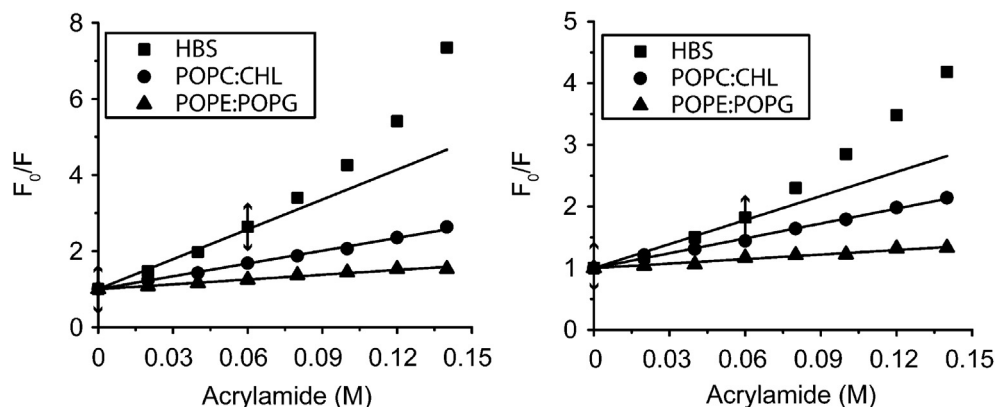 8
6
4
2
0
F0/F
HBS
POPC:CHL
POPE:POPG
0 0.03 0.06 0.09 0.12 0.15
Acrylamide (M)
5
4
3
2
1
0
F0/F
HBS
POPC:CHL
POPE:POPG
0 0.03 0.06 0.09 0.12 0.15
Acrylamide (M)